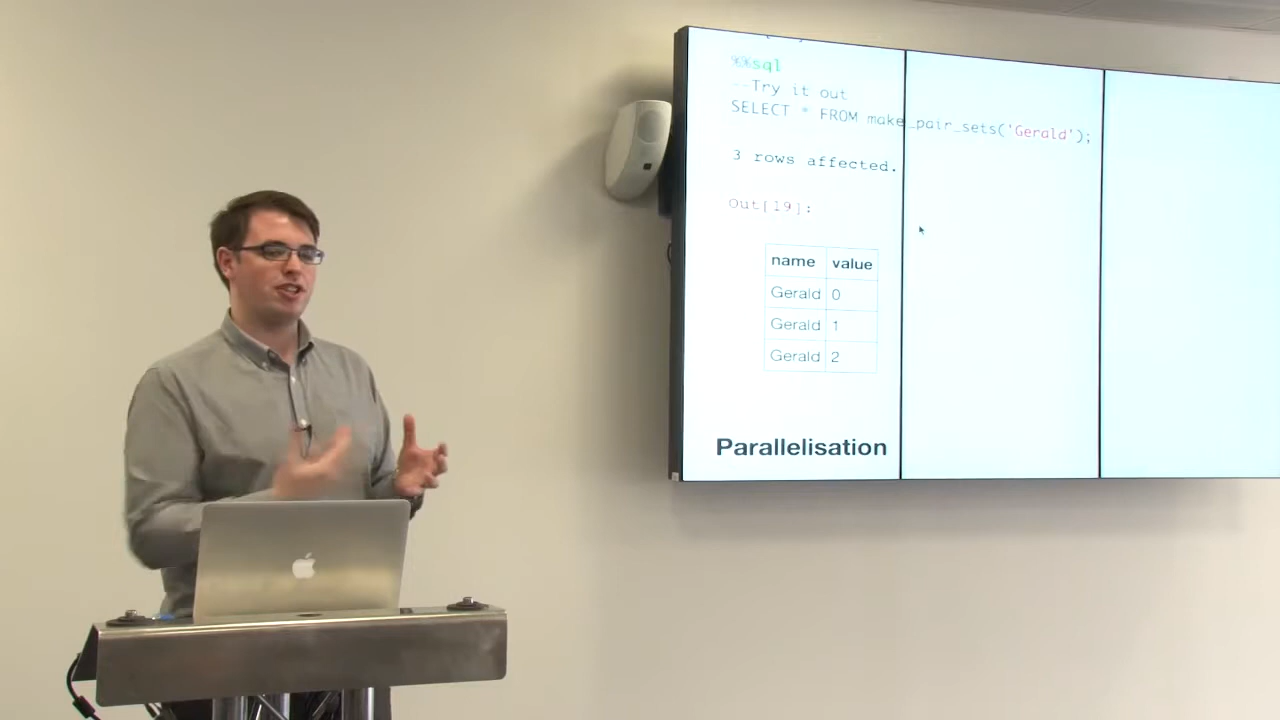 %%sql
--Try it out
SELECT * FROM make_pair_sets('Gerald');
3 rows affected.
Out[19]:
name value
Gerald 0
Gerald 1
Gerald 2
Parallelisation